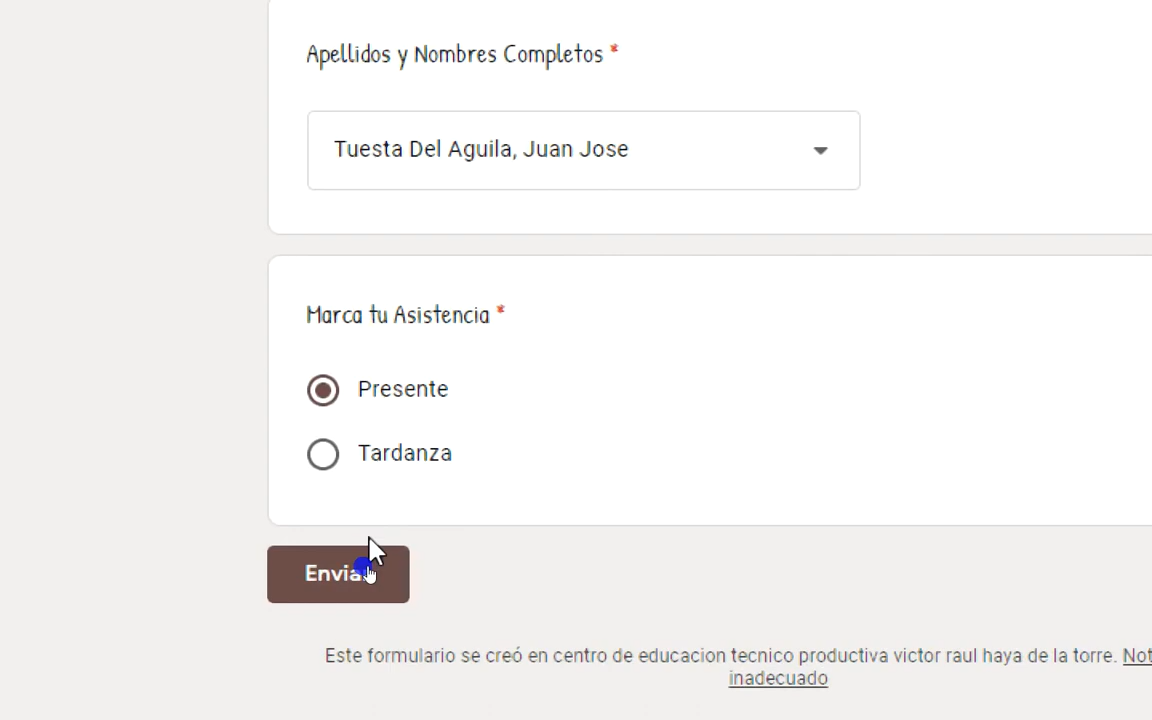 Apellidos y Nombres Completos *
Tuesta Del Aguila, Juan Jose
Marca tu Asistencia *
Presente
Tardanza
Este formulario se creó en centro de educacion tecnico productiva victor raul haya de la torre.
inadecuado